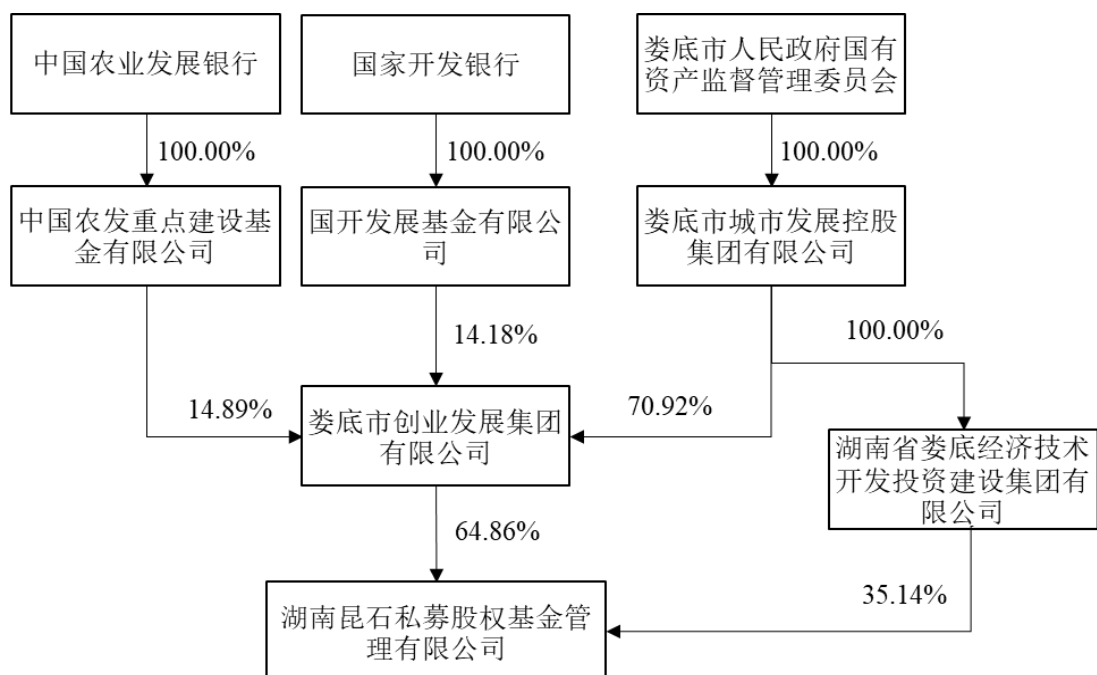 中国农业发展银行
国家开发银行
娄底市人民政府国有
资产监督管理委员会
100.00%
100.00%
100.00%
中国农发重点建设基
金有限公司
国开发展基金有限公
司
娄底市城市发展控股
集团有限公司
14.18%
100.00%
14.89%
娄底市创业发展集团
有限公司
70.92%
湖南省娄底经济技术
开发投资建设集团有
限公司
64.86%
35.14%
湖南昆石私募股权基金管
理有限公司